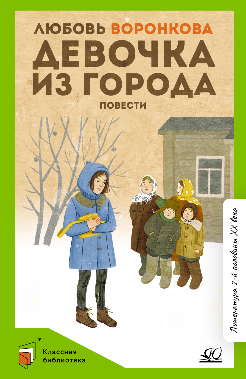 ЛЮБОВЬ ВОРОНКОВА
ДЕВОЧКА
ИЗ ГОРОДА
ПОВЕСТИ
Литература 2-й половины XX века
Классная
библиотека